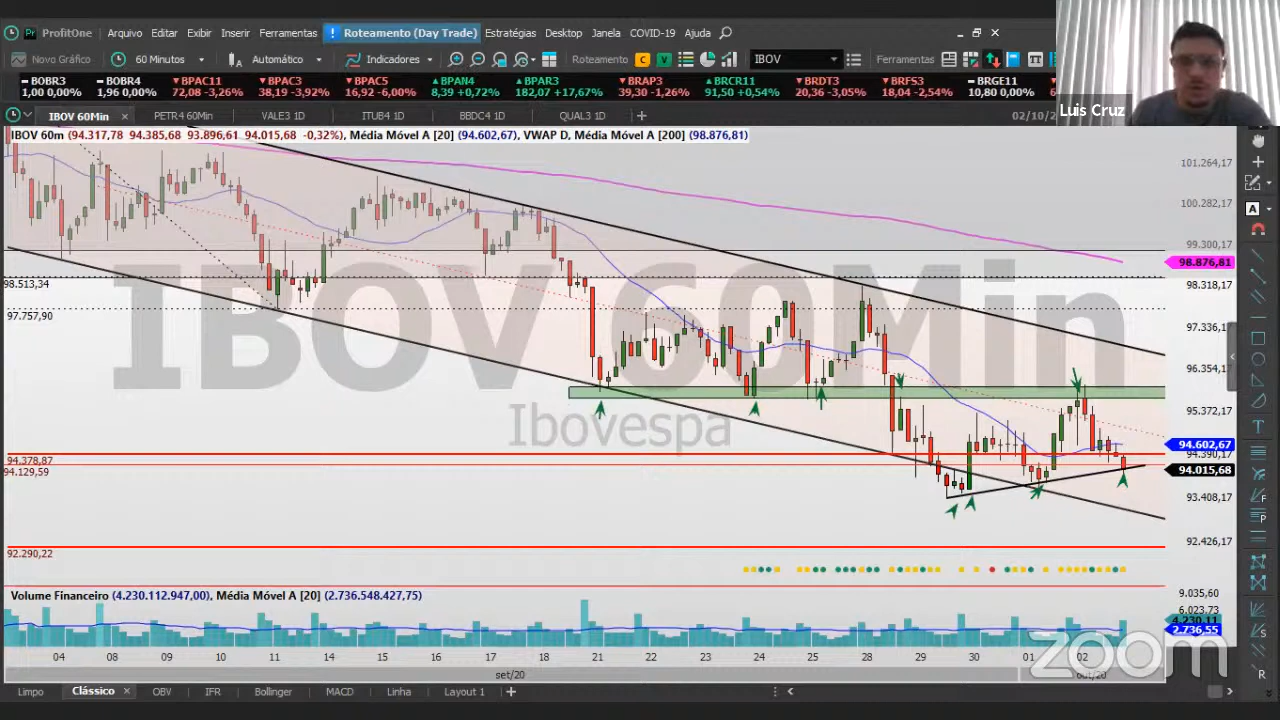 ProfitOne Arquivo Editar Exibir Inserir Ferramentas ! Roteamento (Day Trade) Estratégias Desktop Janela COVID-19 Ajuda
Novo Gráfico 60 Minutos Automático Indicadores Roteamento C V IBOV Ferramentas
BOBR3 BOBR4 BPAC11 BPAC3 BPAC5 BPAN4 BPAR3 BRAP3 BRCR11 BRDT3 BRFS3 BRGE11
1,00 0,00% 1,96 0,00% 72,08 -3,26% 38,19 -3,92% 16,92 -6,00% 8,39 +0,72% 182,07 +17,67% 39,30 -1,26% 91,50 +0,54% 20,36 -3,05% 18,04 -2,54% 10,80 0,00%
Luis Cruz
IBOV 60Min × PETR4 60Min VALE3 1D ITUB4 1D BBDC4 1D QUAL3 1D + 02/10/2
IBOV 60m (94.317,78 94.385,68 93.896,61 94.015,68 -0,32%), Média Móvel A [20] (94.602,67), VWAP D, Média Móvel A [200] (98.876,81)
101.264,17
100.282,17
99.300,17
98.876,81
98.513,34
98.318,17
97.757,90
97.336,17
IBOV 60Min
96.354,17
95.372,17
Ibovespa
94.602,67
94.390,17
94.378,87
94.129,59
94.015,68
93.408,17
92.426,17
92.290,22
Volume Financeiro (4.230.112.947,00), Média Móvel A [20] (2.736.548.427,75)
9.035,60
6.023,73
4.230,11
2.736,55
04 08 09 10 11 14 15 16 17 18 21 22 23 24 25 28 29 30 01 02
set/20 out/20
zoom
Limpo Clássico × OBV IFR Bollinger MACD Linha Layout 1 +